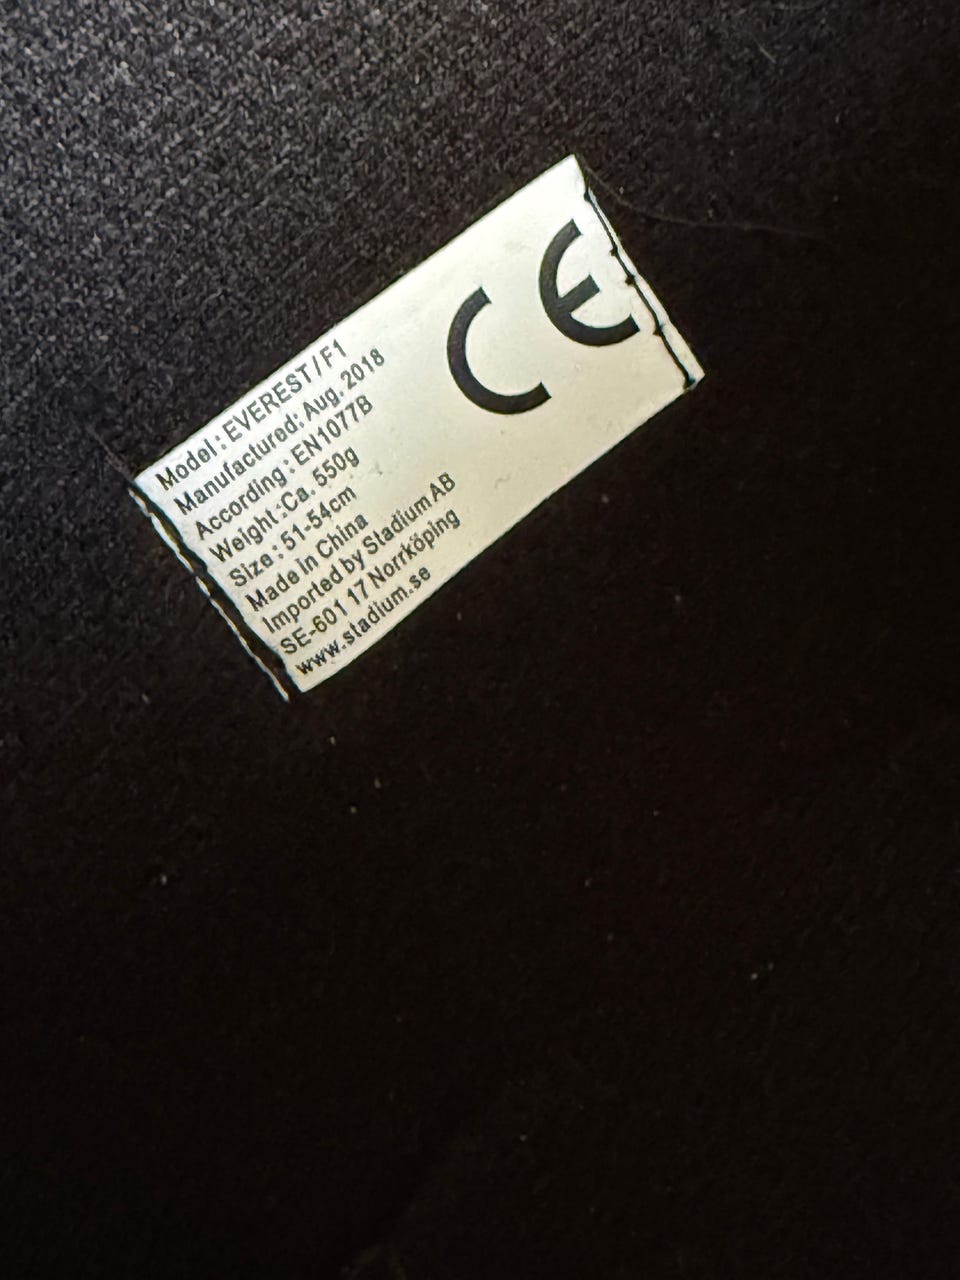 Model : EVEREST / F1
Manufactured: Aug. 2018
According : EN1077B
Weight : Ca. 550g
Size : 51-54cm
Made in China
Imported by Stadium AB
SE-601 17 Norrköping
www.stadium.se
CE